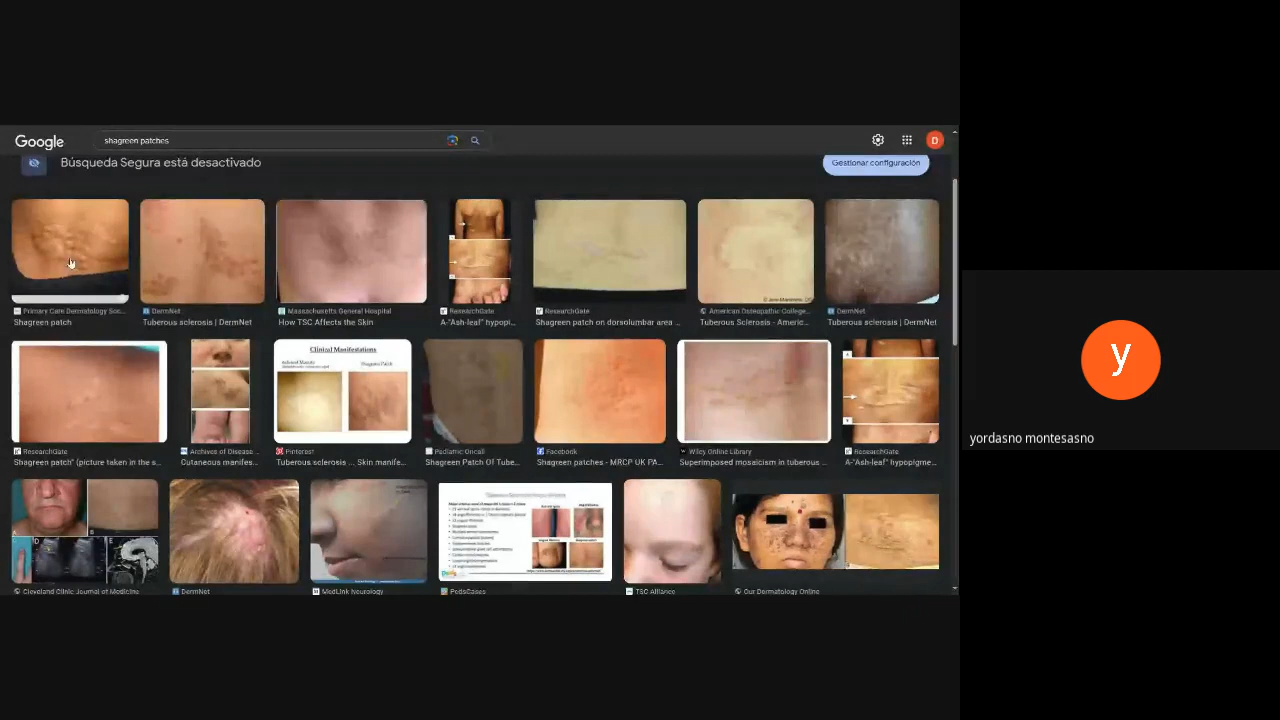 Google
shagreen patches
D
Búsqueda Segura está desactivado
Gestionar configuración
Primary Care Dermatology Soc...
Shagreen patch
DermNet
Tuberous sclerosis | DermNet
Massachusetts General Hospital
How TSC Affects the Skin
ResearchGate
A-"Ash-leaf" hypopi...
ResearchGate
Shagreen patch on dorsolumbar area ...
American Osteopathic College...
Tuberous Sclerosis - Americ...
DermNet
Tuberous sclerosis | DermNet
ResearchGate
Shagreen patch" (picture taken in the s...
Archives of Disease ...
Cutaneous manifes...
Clinical Manifestations
Shagreen Patch
Pinterest
Tuberous sclerosis ... Skin manife...
Pediatric Oncall
Shagreen Patch Of Tube...
Facebook
Shagreen patches - MRCP UK PA...
Wiley Online Library
Superimposed mosaicism in tuberous ...
ResearchGate
A-"Ash-leaf" hypopigme...
Cleveland Clinic Journal of Medicine
DermNet
MedLink Neurology
PedsCases
TSC Alliance
Our Dermatology Online
y
yordasno montesasno